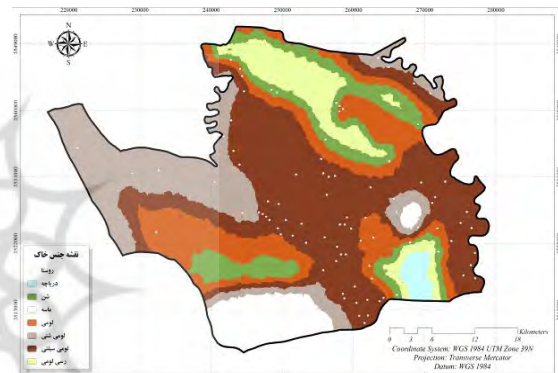 220000 230000 240000 250000 260000 270000 280000
N
W E
S
نقشه جنس خاک
روستا
دریاچه
شن
ماسه
لومی
لومی شنی
لومی سیلتی
رسی لومی
Kilometers
0 3 6 12 18
Coordinate System: WGS 1984 UTM Zone 39N
Projection: Transverse Mercator
Datum: WGS 1984